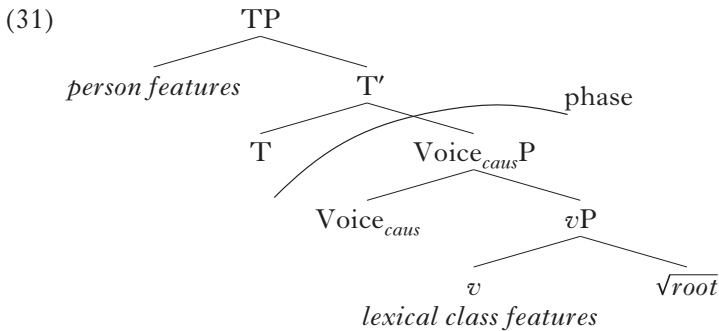 (31) TP
person features T′
phase
T Voice_caus P
Voice_caus vP
v √root
lexical class features